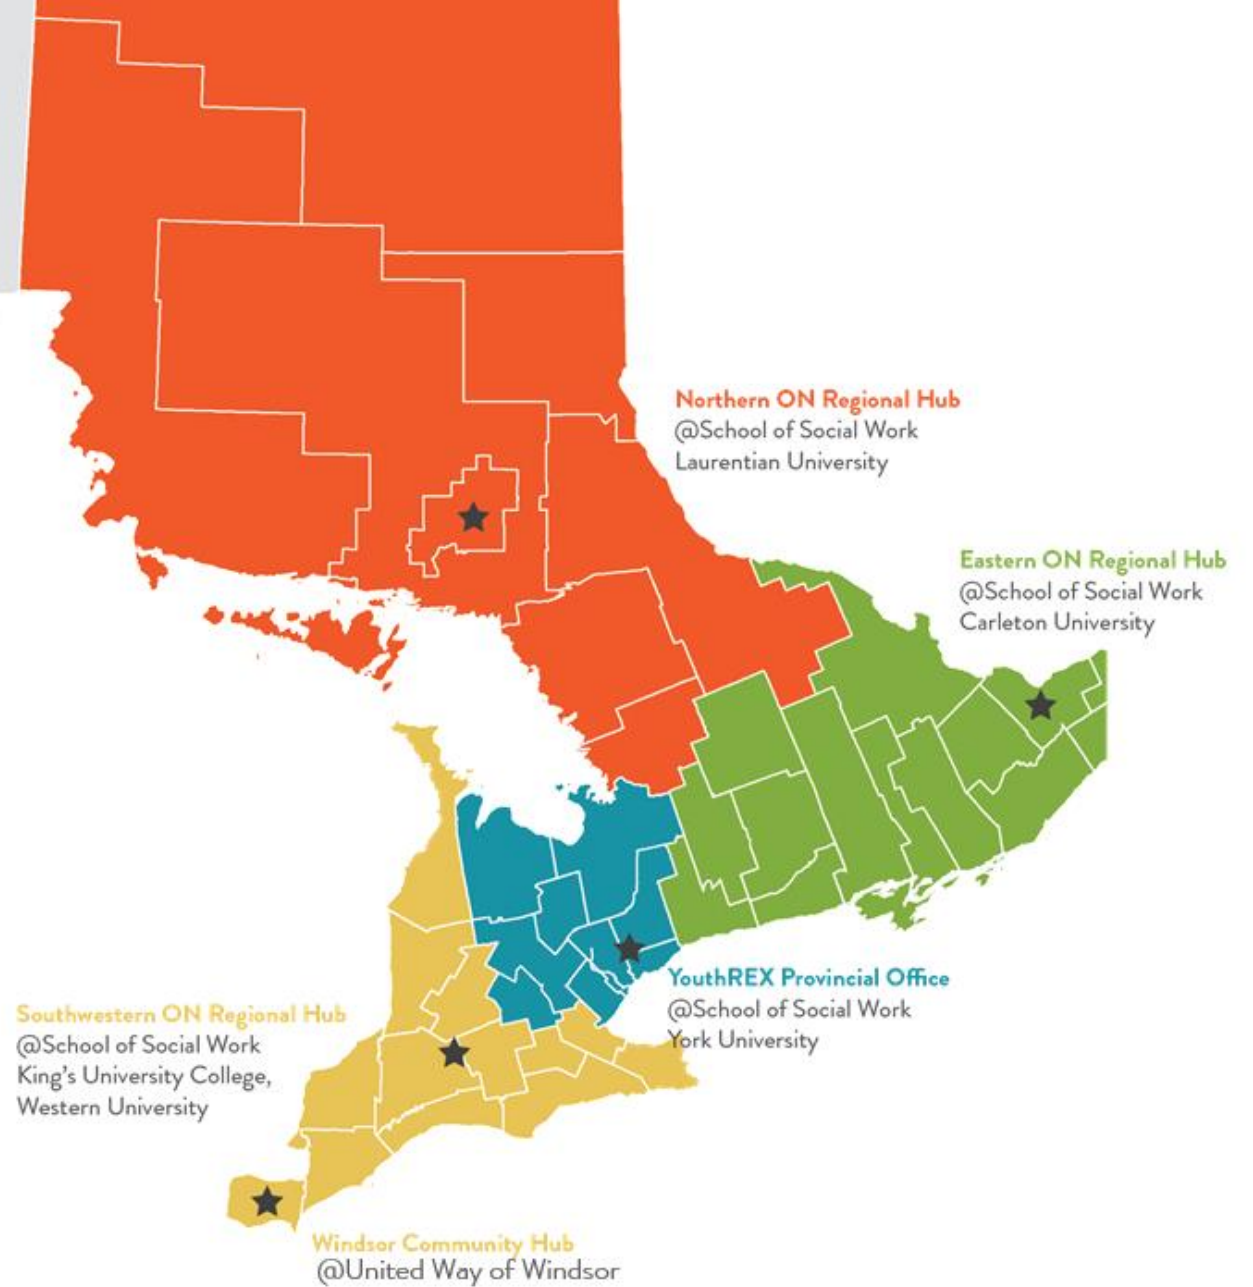 Northern ON Regional Hub
@School of Social Work
Laurentian University
Eastern ON Regional Hub
@School of Social Work
Carleton University
YouthREX Provincial Office
@School of Social Work
York University
Southwestern ON Regional Hub
@School of Social Work
King's University College,
Western University
Windsor Community Hub
@United Way of Windsor